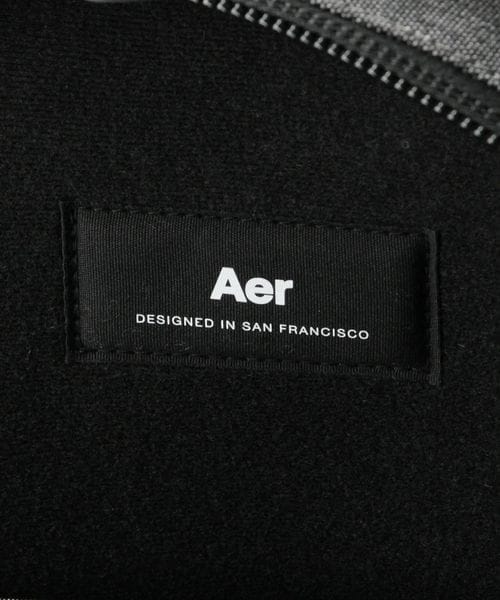 Aer
DESIGNED IN SAN FRANCISCO